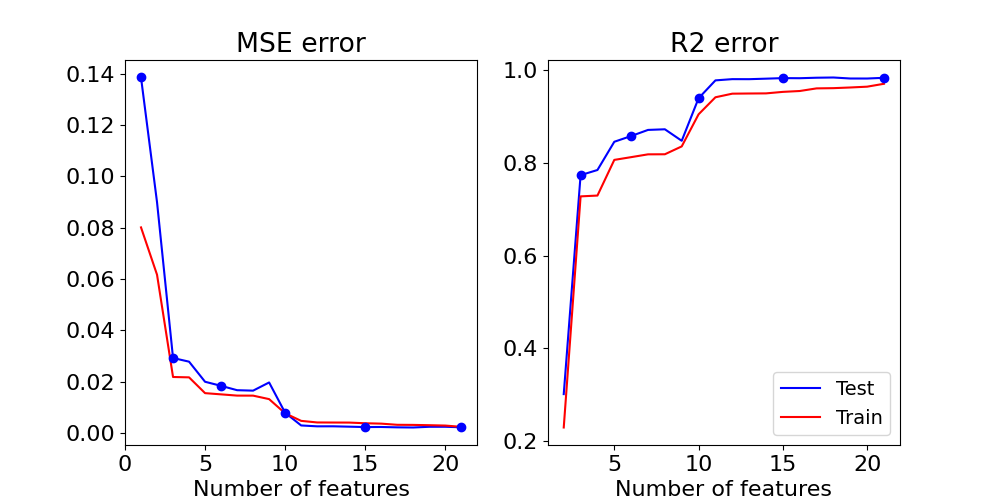 MSE error
0.14
0.12
0.10
0.08
0.06
0.04
0.02
0.00
0 5 10 15 20
Number of features
R2 error
1.0
0.8
0.6
0.4
0.2
5 10 15 20
Number of features
Test
Train